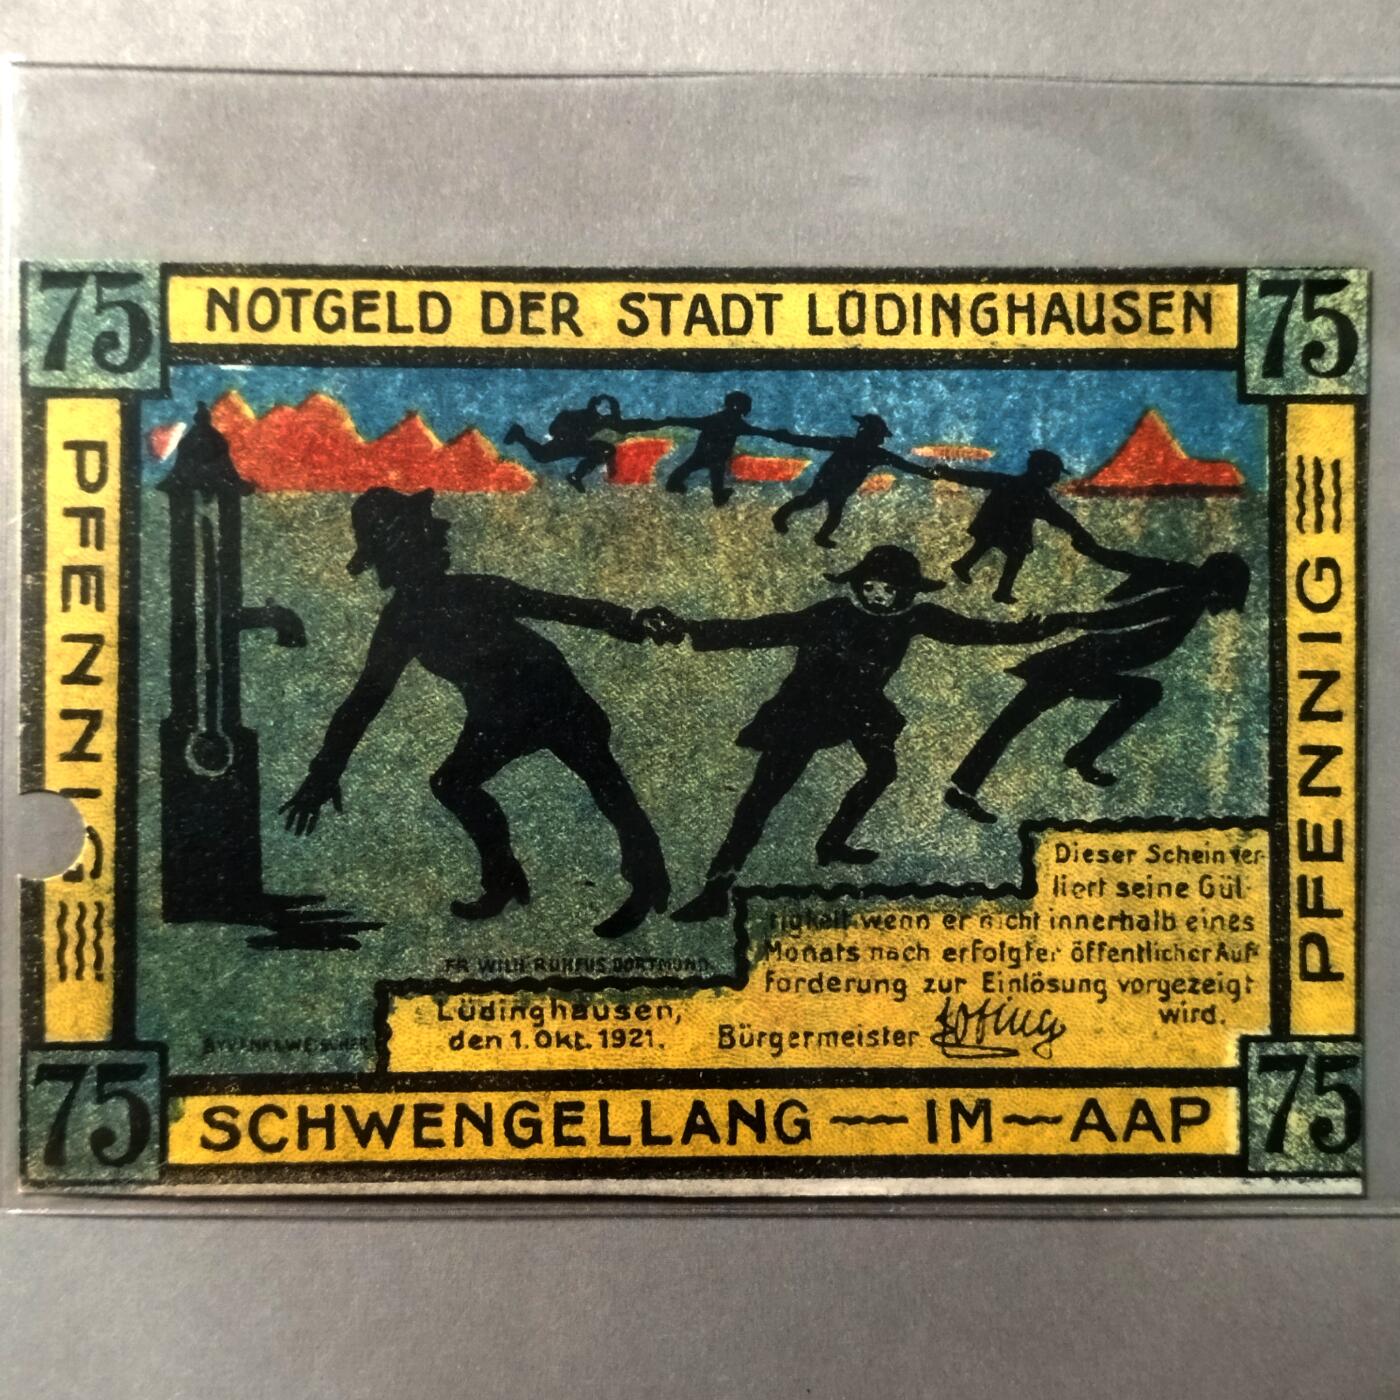 75
NOTGELD DER STADT LÜDINGHAUSEN
75
PFENNIG
PFENNIG
Dieser Schein ver-
liert seine Gül-
tigkeit wenn er nicht innerhalb eines
Monats nach erfolgter öffentlicher Auf-
forderung zur Einlösung vorgezeigt
wird.
FR. WILH. RUHFUS DORTMUND.
Lüdinghausen,
den 1. Okt. 1921.
Bürgermeister
75
SCHWENGELLANG — IM ~ AAP
75